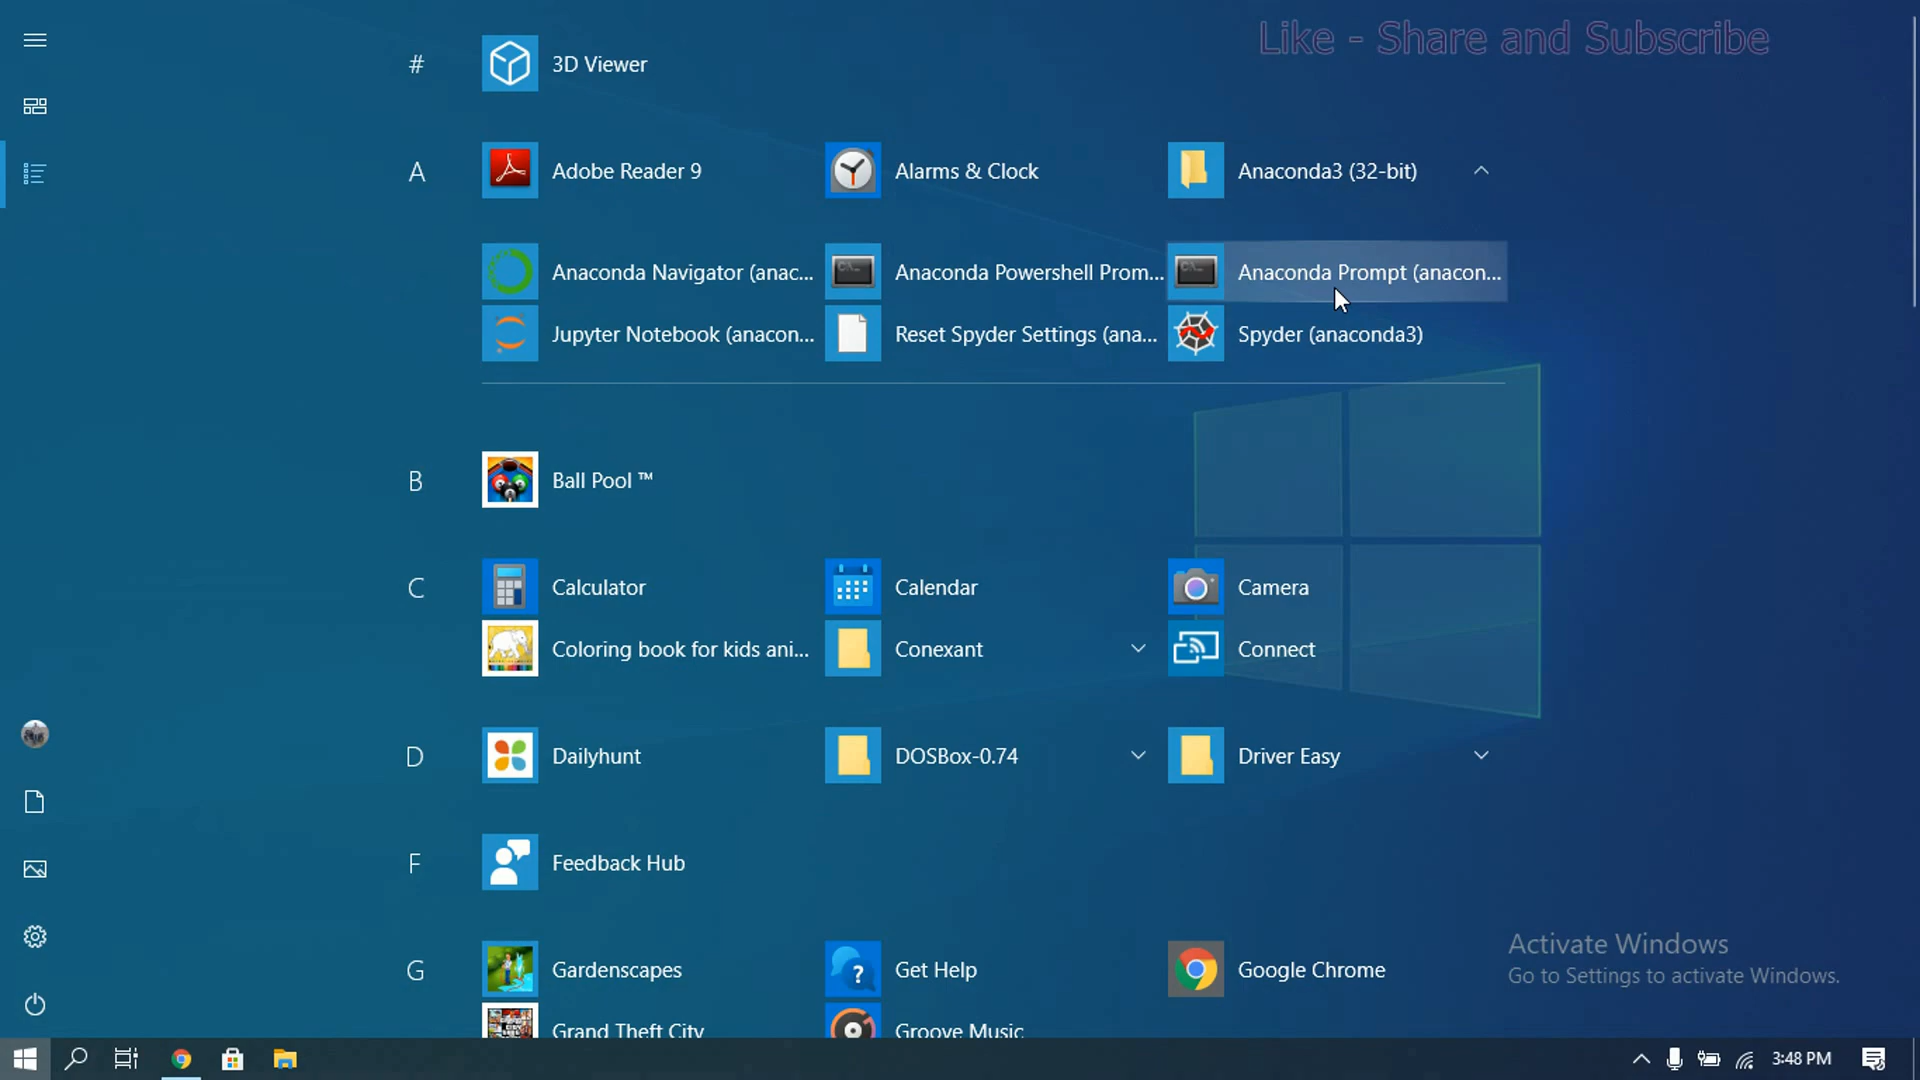 Like - Share and Subscribe
# 3D Viewer
A Adobe Reader 9 Alarms & Clock Anaconda3 (32-bit)
Anaconda Navigator (anac... Anaconda Powershell Prom... Anaconda Prompt (anacon...
Jupyter Notebook (anacon... Reset Spyder Settings (ana... Spyder (anaconda3)
B Ball Pool ™
C Calculator Calendar Camera
Coloring book for kids ani... Conexant Connect
D Dailyhunt DOSBox-0.74 Driver Easy
F Feedback Hub
G Gardenscapes Get Help Google Chrome
Grand Theft City Groove Music
Activate Windows
Go to Settings to activate Windows.
3:48 PM